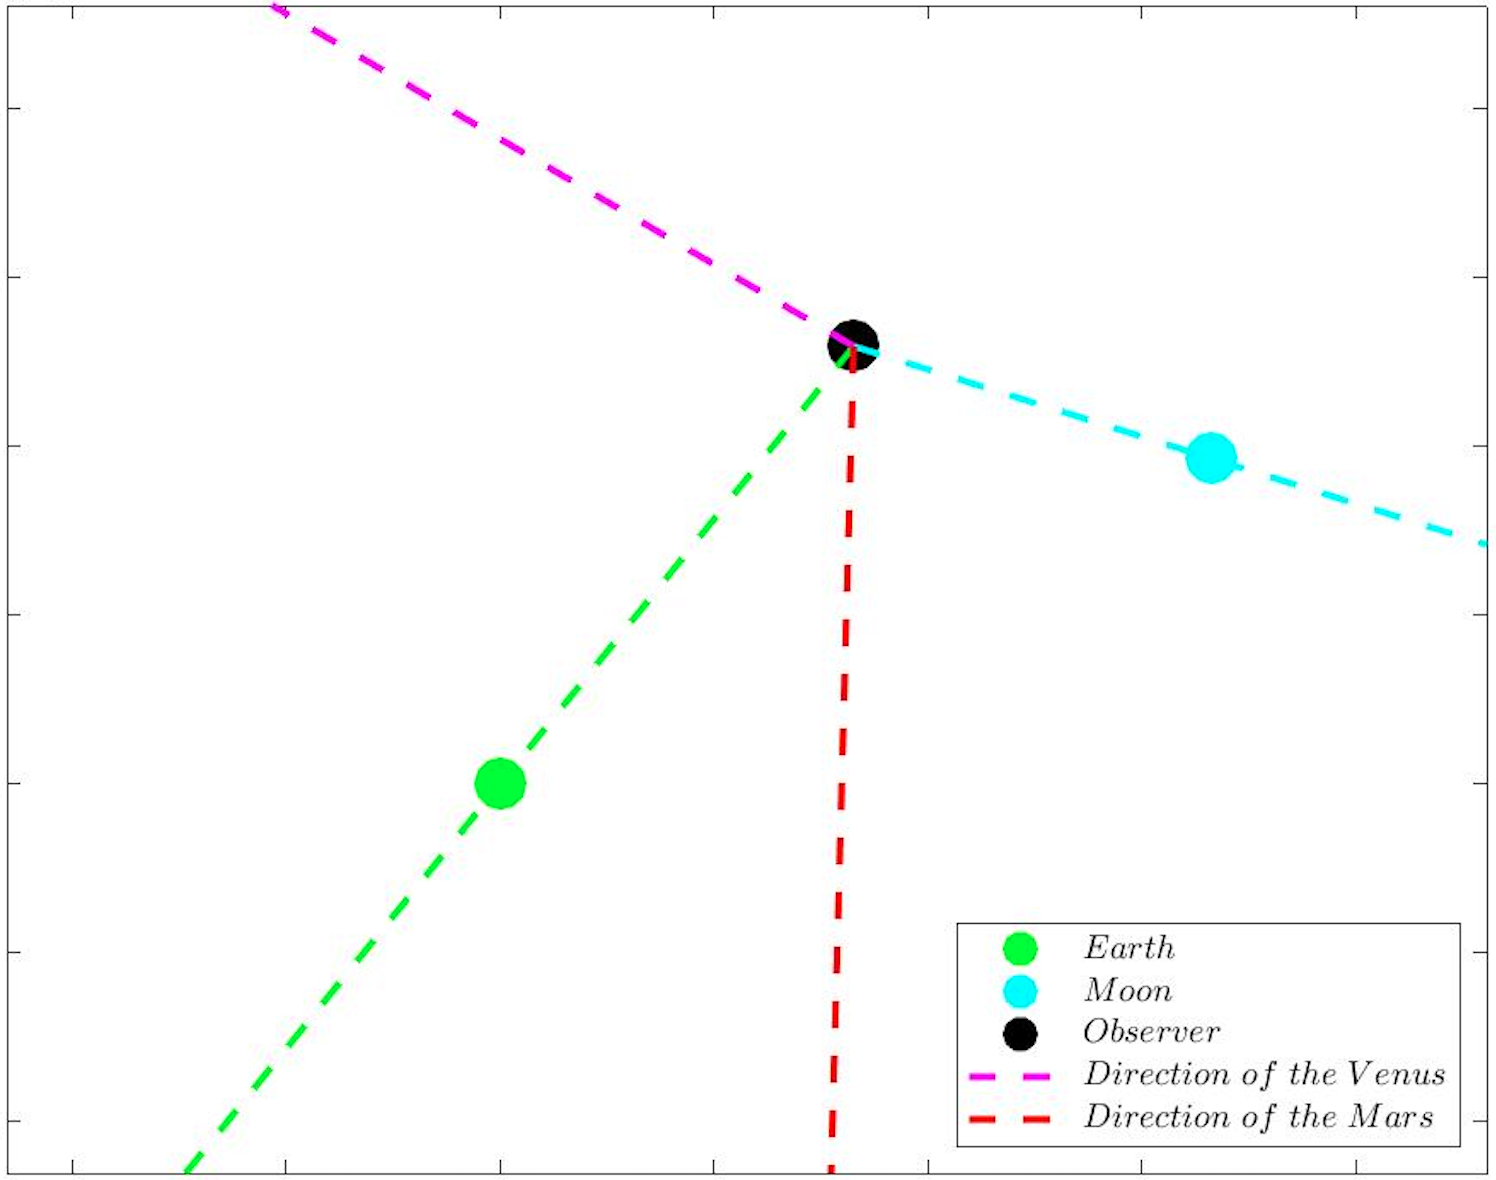 Earth
Moon
Observer
Direction of the Venus
Direction of the Mars